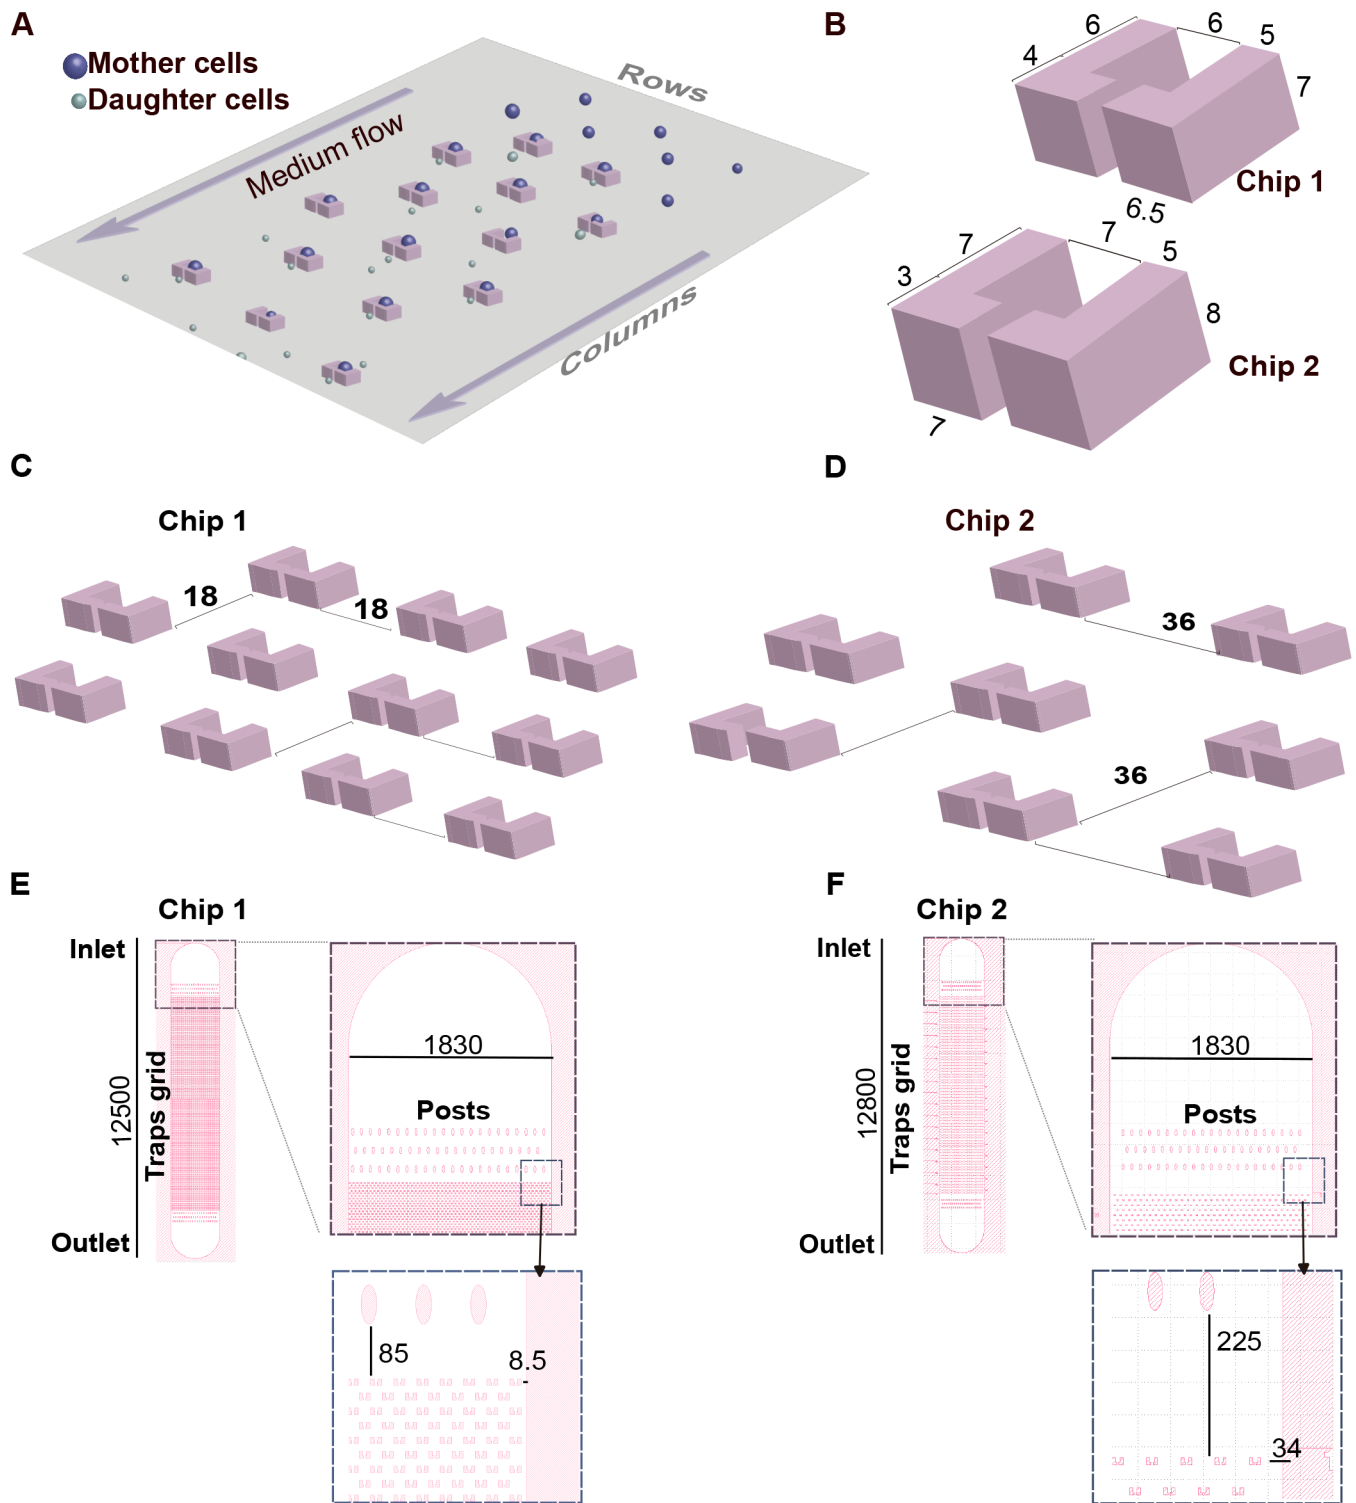 A
Mother cells
Daughter cells
Medium flow
Rows
Columns
B
4
6
6
5
7
6.5
Chip 1
3
7
7
5
8
7
Chip 2
C
Chip 1
18
18
D
Chip 2
36
36
E
Chip 1
Inlet
12500
Traps grid
Outlet
1830
Posts
85
8.5
F
Chip 2
Inlet
12800
Traps grid
Outlet
1830
Posts
225
34